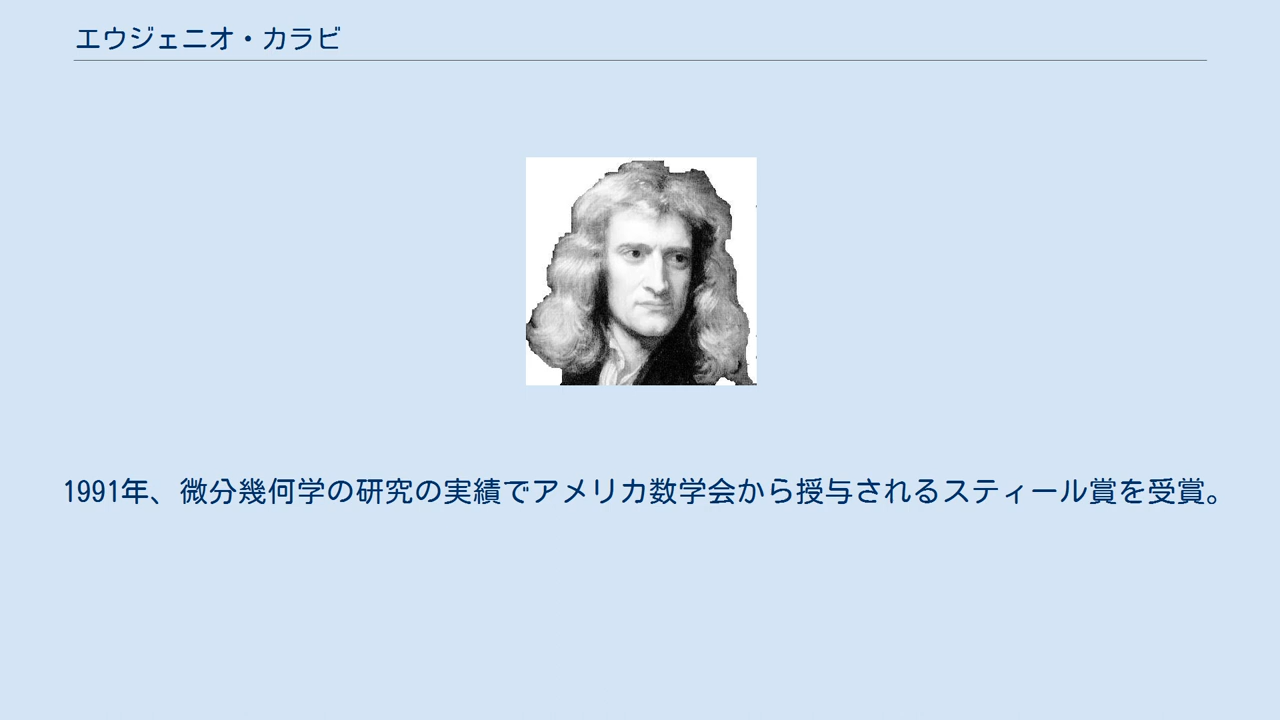 エウジェニオ・カラビ
1991年、微分幾何学の研究の実績でアメリカ数学会から授与されるスティール賞を受賞。